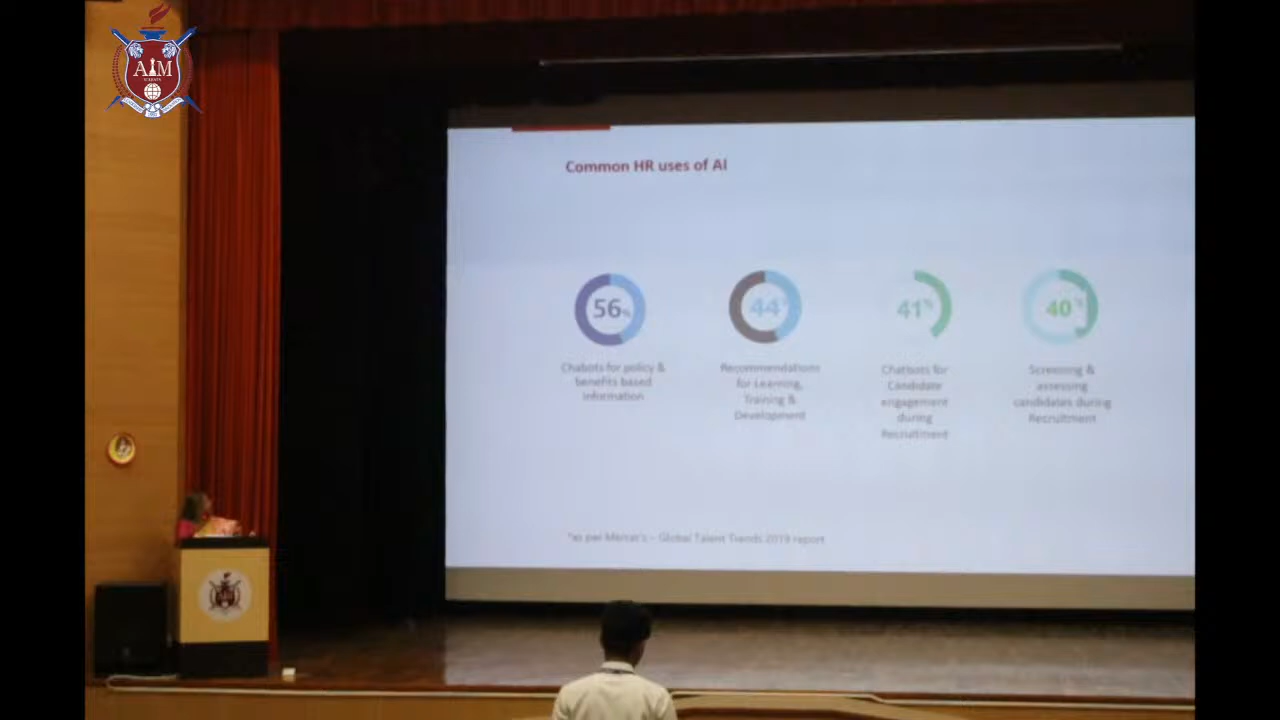 AIM
Common HR uses of AI
56%
Chabots for policy &
benefits based
information
44%
Recommendations
for Learning,
Training &
Development
41%
Chatbots for
Candidate
engagement
during
Recruitment
40%
Screening &
assessing
candidates during
Recruitment
*as per Mercer's – Global Talent Trends 2019 report